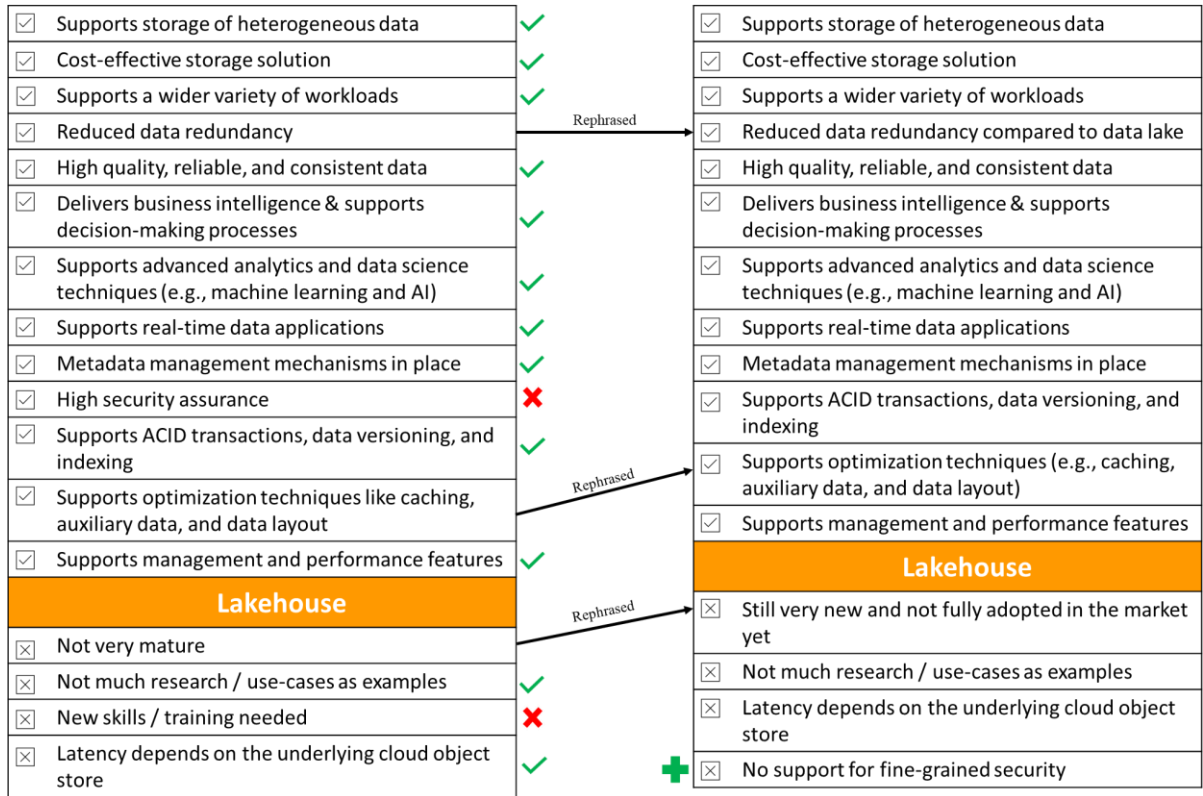 Supports storage of heterogeneous data
Cost-effective storage solution
Supports a wider variety of workloads
Reduced data redundancy
High quality, reliable, and consistent data
Delivers business intelligence & supports
decision-making processes
Supports advanced analytics and data science
techniques (e.g., machine learning and AI)
Supports real-time data applications
Metadata management mechanisms in place
High security assurance
Supports ACID transactions, data versioning, and
indexing
Supports optimization techniques like caching,
auxiliary data, and data layout
Supports management and performance features
Lakehouse
Not very mature
Not much research / use-cases as examples
New skills / training needed
Latency depends on the underlying cloud object
store
Rephrased
Rephrased
Rephrased
Supports storage of heterogeneous data
Cost-effective storage solution
Supports a wider variety of workloads
Reduced data redundancy compared to data lake
High quality, reliable, and consistent data
Delivers business intelligence & supports
decision-making processes
Supports advanced analytics and data science
techniques (e.g., machine learning and AI)
Supports real-time data applications
Metadata management mechanisms in place
Supports ACID transactions, data versioning, and
indexing
Supports optimization techniques (e.g., caching,
auxiliary data, and data layout)
Supports management and performance features
Lakehouse
Still very new and not fully adopted in the market
yet
Not much research / use-cases as examples
Latency depends on the underlying cloud object
store
No support for fine-grained security